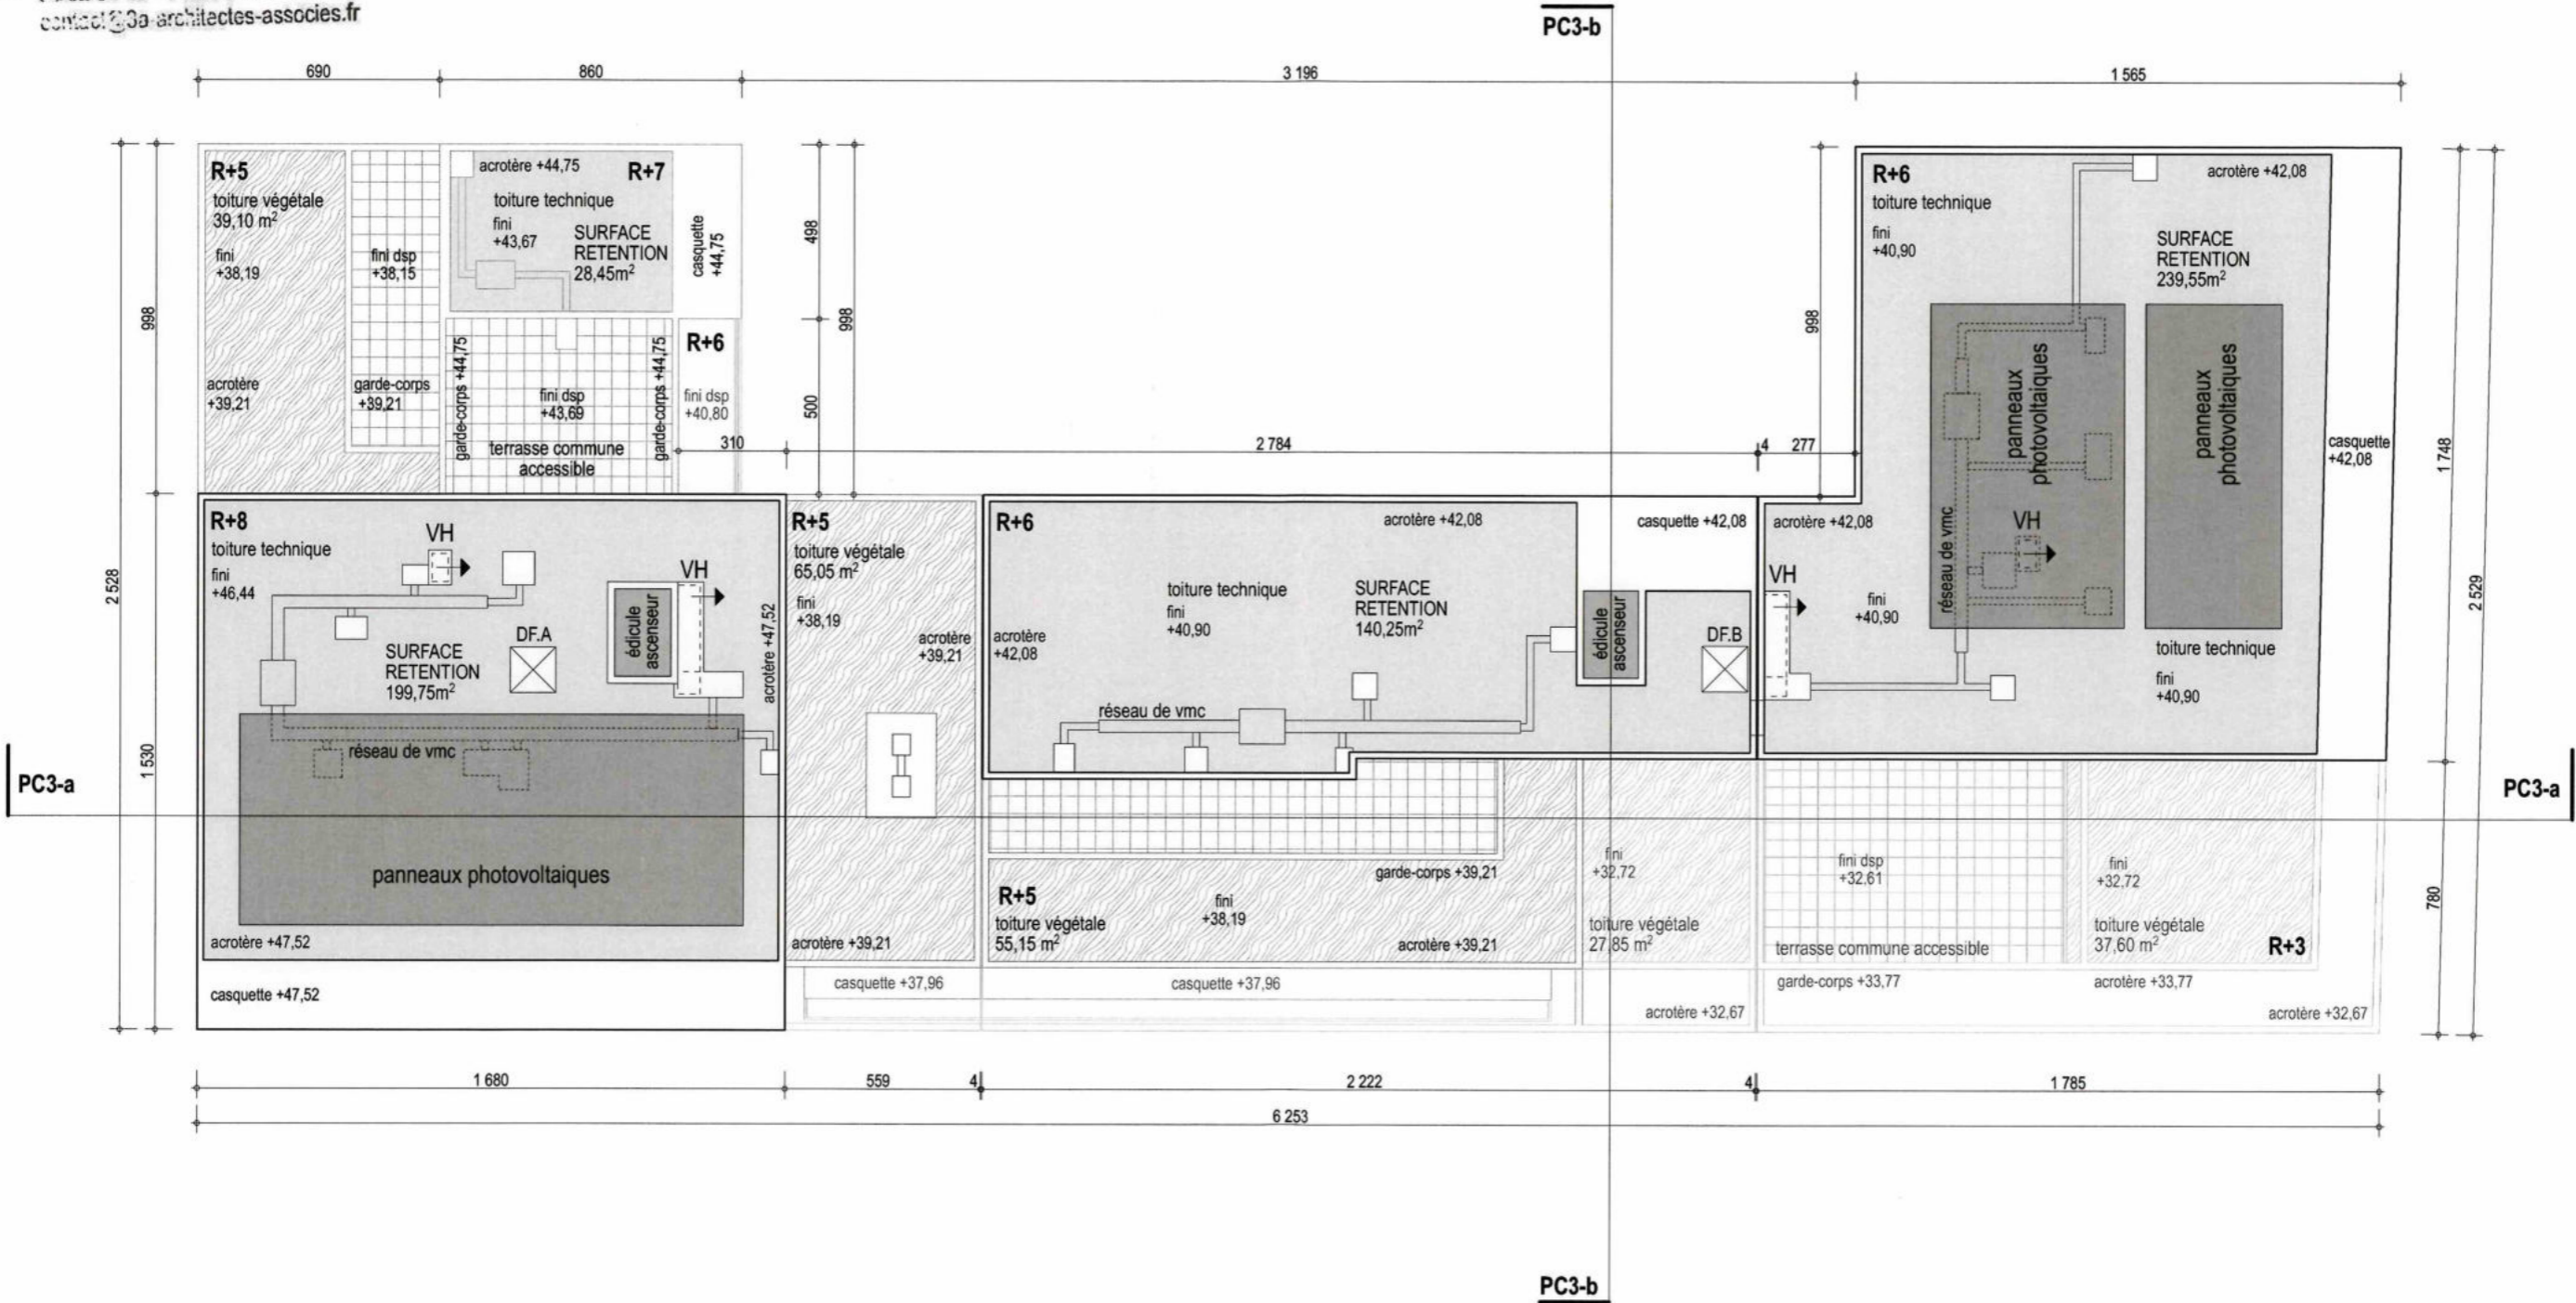 contact@3a-architectes-associes.fr
PC3-b
690
860
3 196
1 565
R+5
toiture végétale
39,10 m²
fini
+38,19
acrotère
+39,21
fini dsp
+38,15
garde-corps
+39,21
acrotère +44,75
R+7
toiture technique
fini
+43,67
SURFACE
RETENTION
28,45m²
casquette
+44,75
garde-corps +44,75
fini dsp
+43,69
terrasse commune
accessible
garde-corps +44,75
R+6
fini dsp
+40,80
310
498
500
998
998
2 528
1 530
2 784
4
277
998
R+6
toiture technique
fini
+40,90
acrotère +42,08
SURFACE
RETENTION
239,55m²
panneaux
photovoltaiques
panneaux
photovoltaiques
casquette
+42,08
réseau de vmc
VH
toiture technique
fini
+40,90
1 748
2 529
780
R+8
toiture technique
fini
+46,44
VH
VH
DF.A
édicule
ascenseur
acrotère +47,52
SURFACE
RETENTION
199,75m²
réseau de vmc
panneaux photovoltaiques
acrotère +47,52
casquette +47,52
R+5
toiture végétale
65,05 m²
fini
+38,19
acrotère
+39,21
acrotère +39,21
casquette +37,96
R+6
acrotère +42,08
acrotère
+42,08
toiture technique
fini
+40,90
SURFACE
RETENTION
140,25m²
réseau de vmc
casquette +42,08
édicule
ascenseur
DF.B
acrotère +42,08
VH
fini
+40,90
R+5
toiture végétale
55,15 m²
fini
+38,19
garde-corps +39,21
acrotère +39,21
casquette +37,96
fini
+32,72
toiture végétale
27,85 m²
acrotère +32,67
fini dsp
+32,61
terrasse commune accessible
garde-corps +33,77
fini
+32,72
toiture végétale
37,60 m²
R+3
acrotère +33,77
acrotère +32,67
PC3-a
PC3-a
1 680
559
4
2 222
4
1 785
6 253
PC3-b